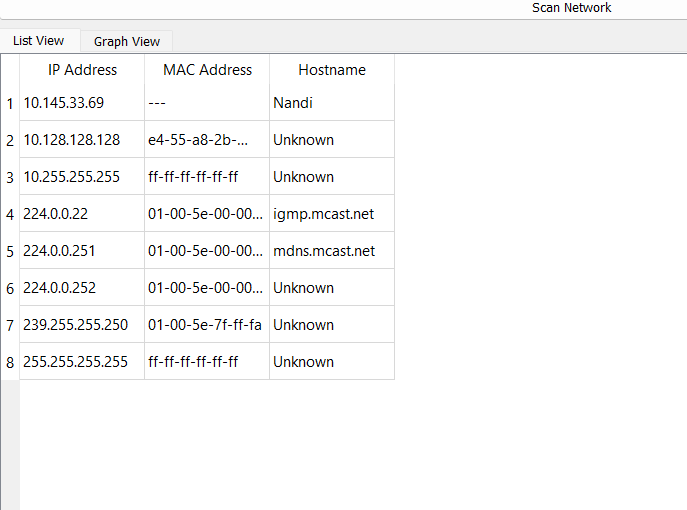 Scan Network
List View Graph View
IP Address MAC Address Hostname
1 10.145.33.69 --- Nandi
2 10.128.128.128 e4-55-a8-2b-... Unknown
3 10.255.255.255 ff-ff-ff-ff-ff-ff Unknown
4 224.0.0.22 01-00-5e-00-00... igmp.mcast.net
5 224.0.0.251 01-00-5e-00-00... mdns.mcast.net
6 224.0.0.252 01-00-5e-00-00... Unknown
7 239.255.255.250 01-00-5e-7f-ff-fa Unknown
8 255.255.255.255 ff-ff-ff-ff-ff-ff Unknown